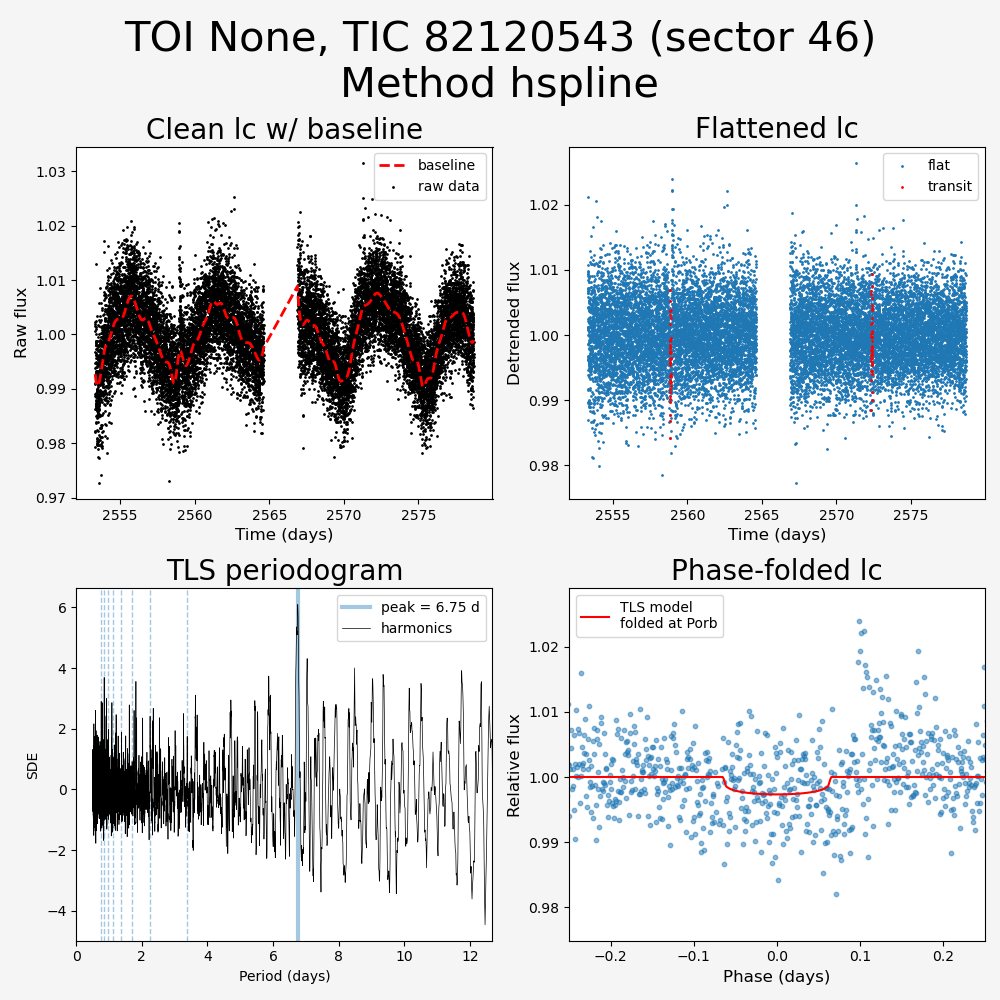 TOI None, TIC 82120543 (sector 46)
Method hspline
Clean lc w/ baseline
baseline
raw data
1.03
1.02
1.01
1.00
0.99
0.98
0.97
Raw flux
2555
2560
2565
2570
2575
Time (days)
Flattened lc
flat
transit
1.02
1.01
1.00
0.99
0.98
Detrended flux
2555
2560
2565
2570
2575
Time (days)
TLS periodogram
peak = 6.75 d
harmonics
6
4
2
0
−2
−4
SDE
0
2
4
6
8
10
12
Period (days)
Phase-folded lc
TLS model
folded at Porb
1.02
1.01
1.00
0.99
0.98
Relative flux
−0.2
−0.1
0.0
0.1
0.2
Phase (days)